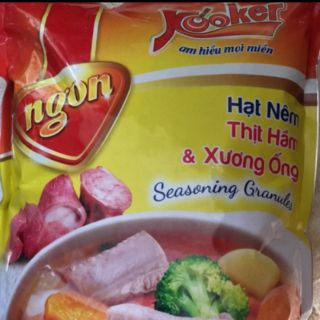 Kooker
am hiểu mọi miền
ngon
Hạt Nêm
Thịt Hầm
& Xương Ống
Seasoning Granules